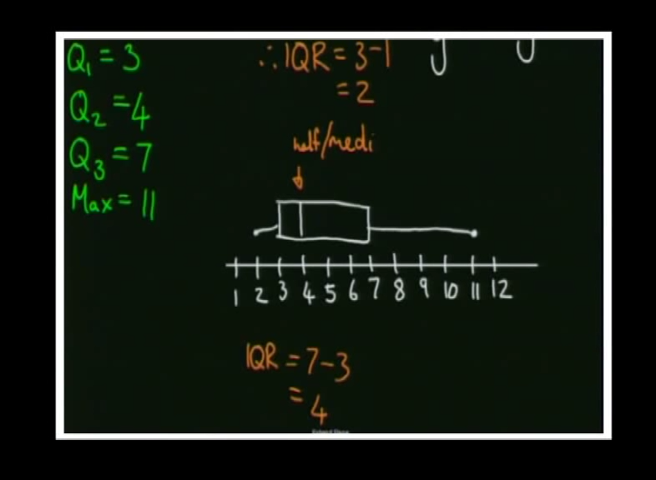 Q1 = 3
∴ IQR = 3-1
= 2
Q2 = 4
Q3 = 7
Max = 11
half/medi
1 2 3 4 5 6 7 8 9 10 11 12
IQR = 7-3
= 4